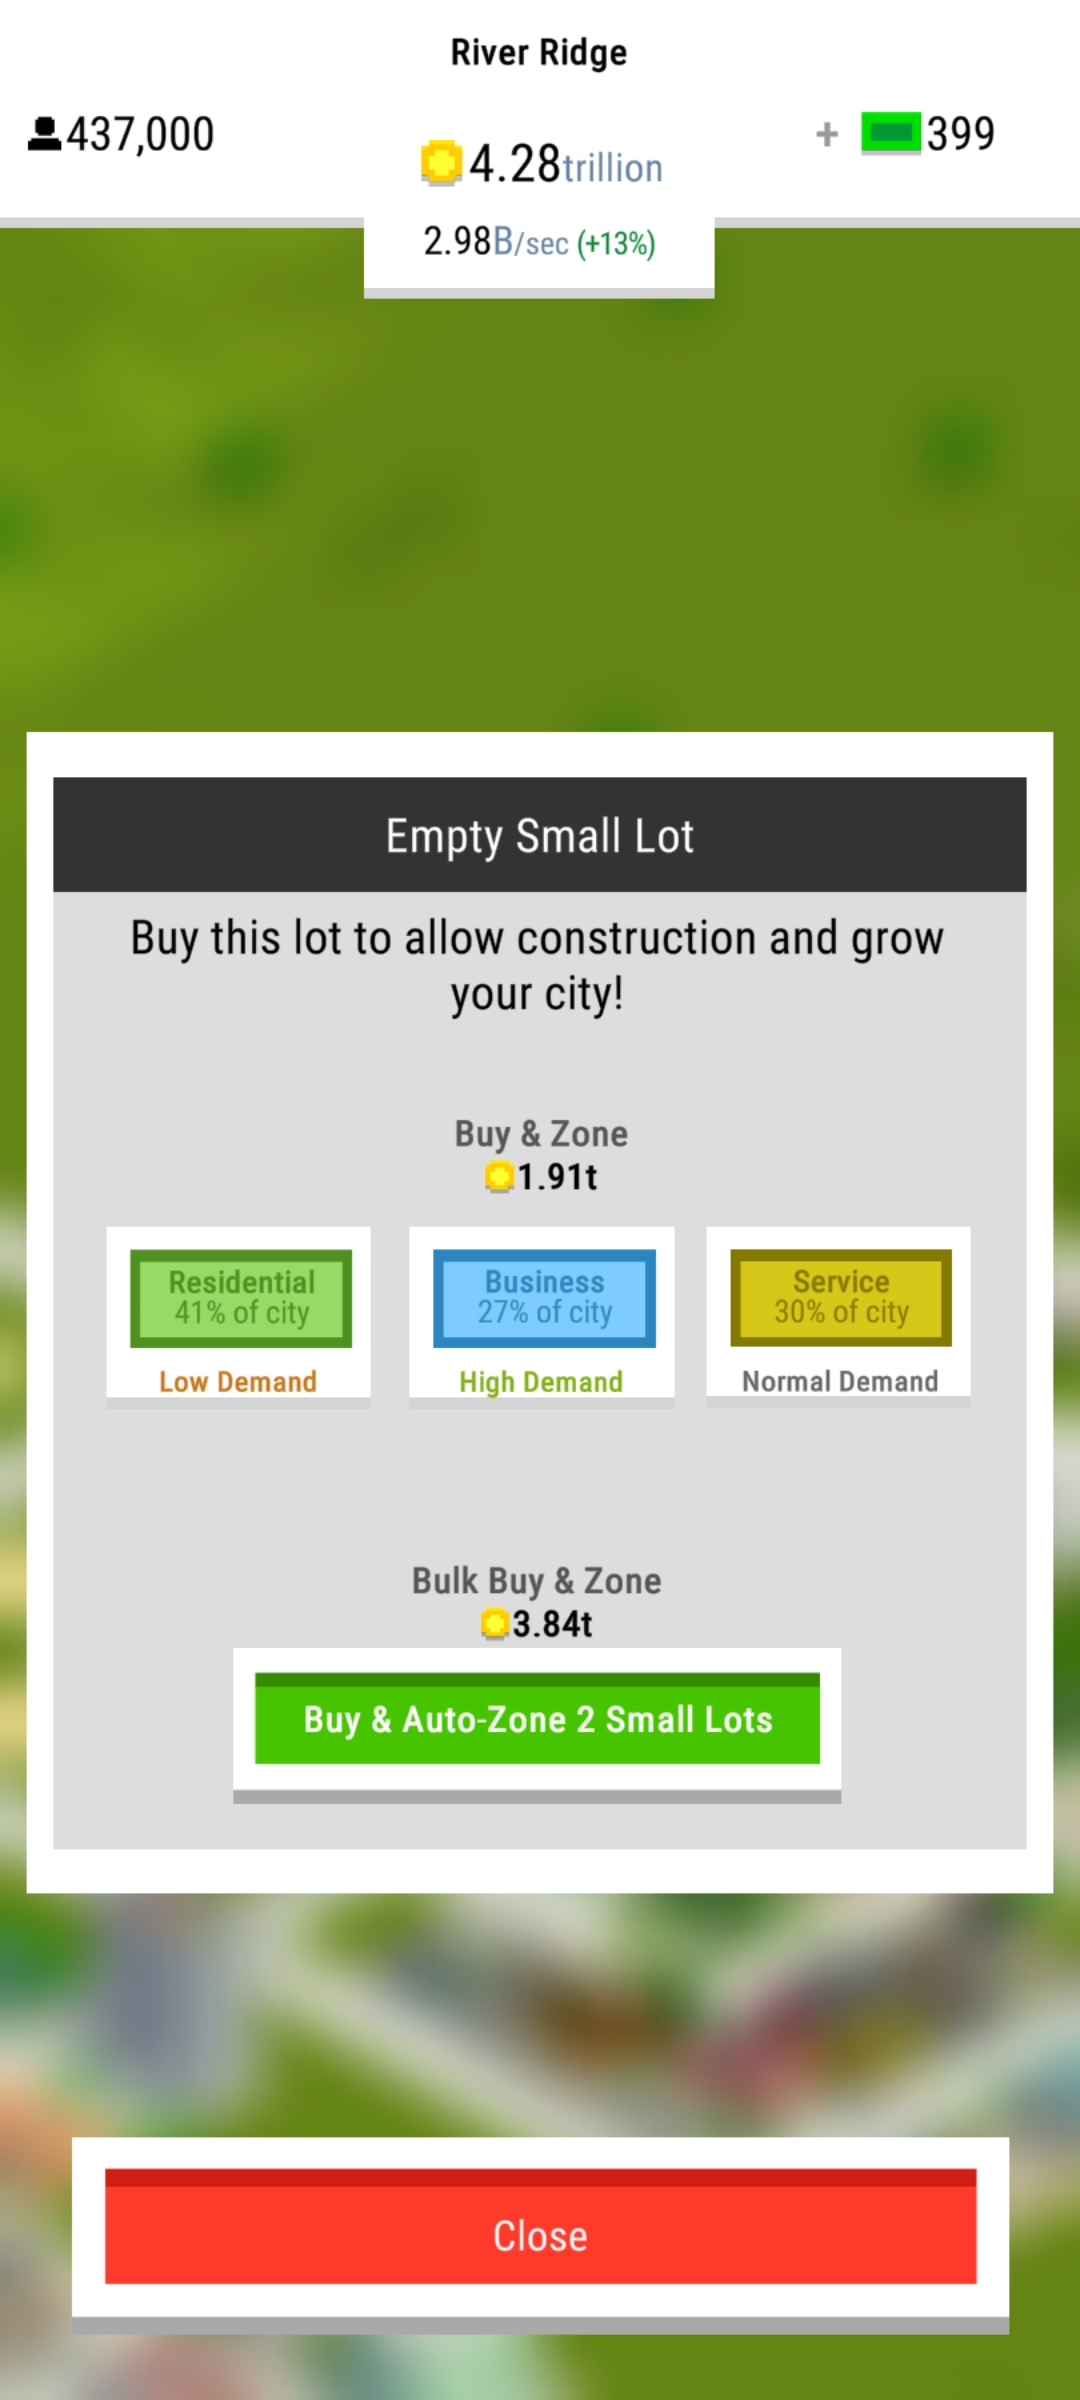 River Ridge
437,000
4.28trillion
+ 399
2.98B/sec (+13%)
Empty Small Lot
Buy this lot to allow construction and grow
your city!
Buy & Zone
1.91t
Residential
41% of city
Low Demand
Business
27% of city
High Demand
Service
30% of city
Normal Demand
Bulk Buy & Zone
3.84t
Buy & Auto-Zone 2 Small Lots
Close